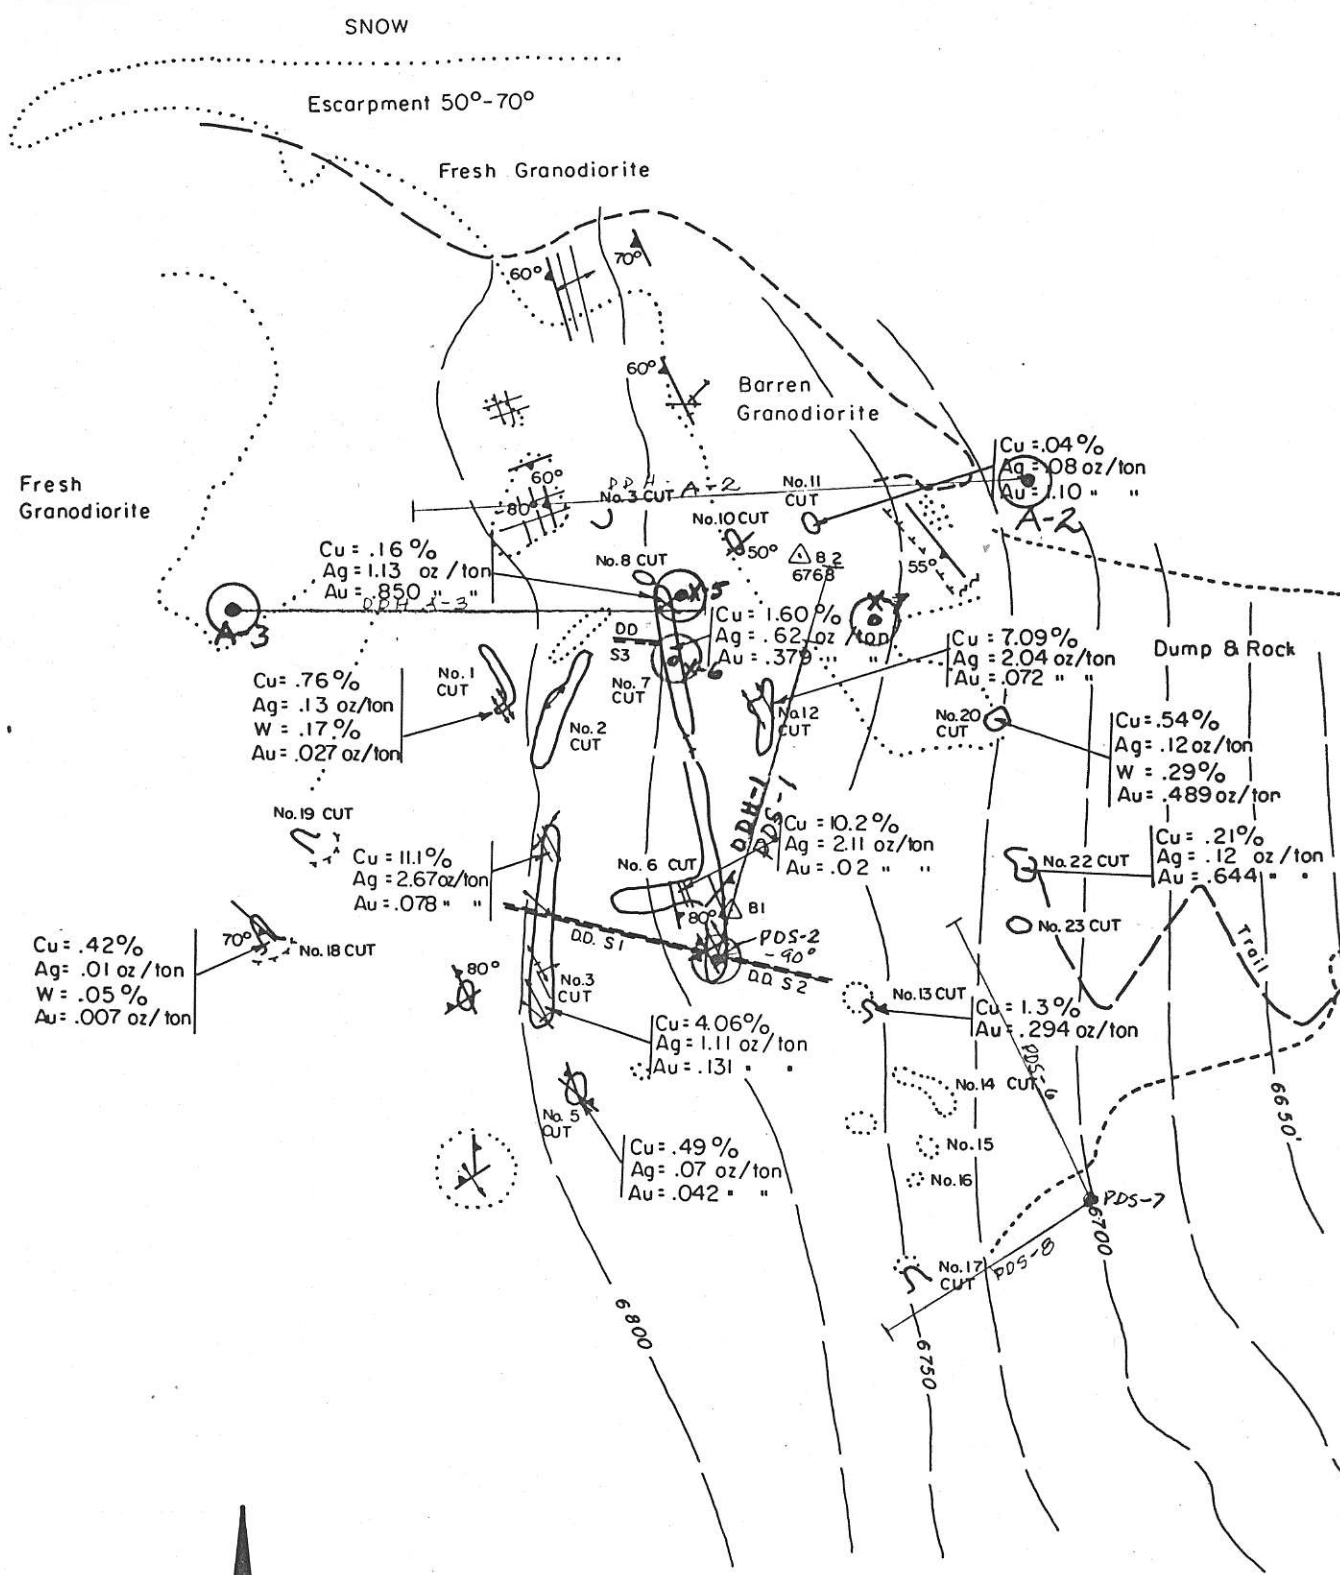 SNOW
Escarpment 50°-70°
Fresh Granodiorite
60°
70°
60°
Barren
Granodiorite
Fresh
Granodiorite
60°
80°
DDH A-2
No. 3 CUT
No. 11
CUT
Cu = .04%
Ag = .08 oz/ton
Au = 1.10 " "
A-2
No. 10 CUT
50°
B 2
6768
55°
Cu = .16 %
Ag = 1.13 oz / ton
Au = .850 " "
No. 8 CUT
X-5
X-7
A-3
DDH A-3
DD
S3
Cu = 1.60 %
Ag = .62 oz / ton
Au = .379 " "
X-6
No. 7
CUT
Cu = 7.09%
Ag = 2.04 oz/ton
Au = .072 " "
Dump & Rock
Cu = .76%
Ag = .13 oz/ton
W = .17%
Au = .027 oz/ton
No. 1
CUT
No. 2
CUT
No.12
CUT
No. 20
CUT
Cu = .54%
Ag = .12 oz/ton
W = .29%
Au = .489 oz/ton
DDH-1
PDS-1
No. 19 CUT
Cu = 11.1%
Ag = 2.67 oz/ton
Au = .078 " "
No. 6 CUT
Cu = 10.2%
Ag = 2.11 oz/ton
Au = .02 " "
No. 22 CUT
Cu = .21%
Ag = .12 oz / ton
Au = .644 " "
80°
B1
No. 23 CUT
Trail
Cu = .42%
Ag = .01 oz / ton
W = .05 %
Au = .007 oz/ton
70°
No. 18 CUT
D.D. S1
PDS-2
-90°
D.D. S2
80°
No. 3
CUT
No. 13 CUT
Cu = 1.3%
Au = .294 oz/ton
Cu = 4.06%
Ag = 1.11 oz / ton
Au = .131 " "
PDS-6
No. 14 CUT
No. 5
CUT
Cu = .49 %
Ag = .07 oz/ton
Au = .042 " "
No. 15
No. 16
6650'
PDS-7
6700
No. 17
CUT
PDS-8
6800
6750